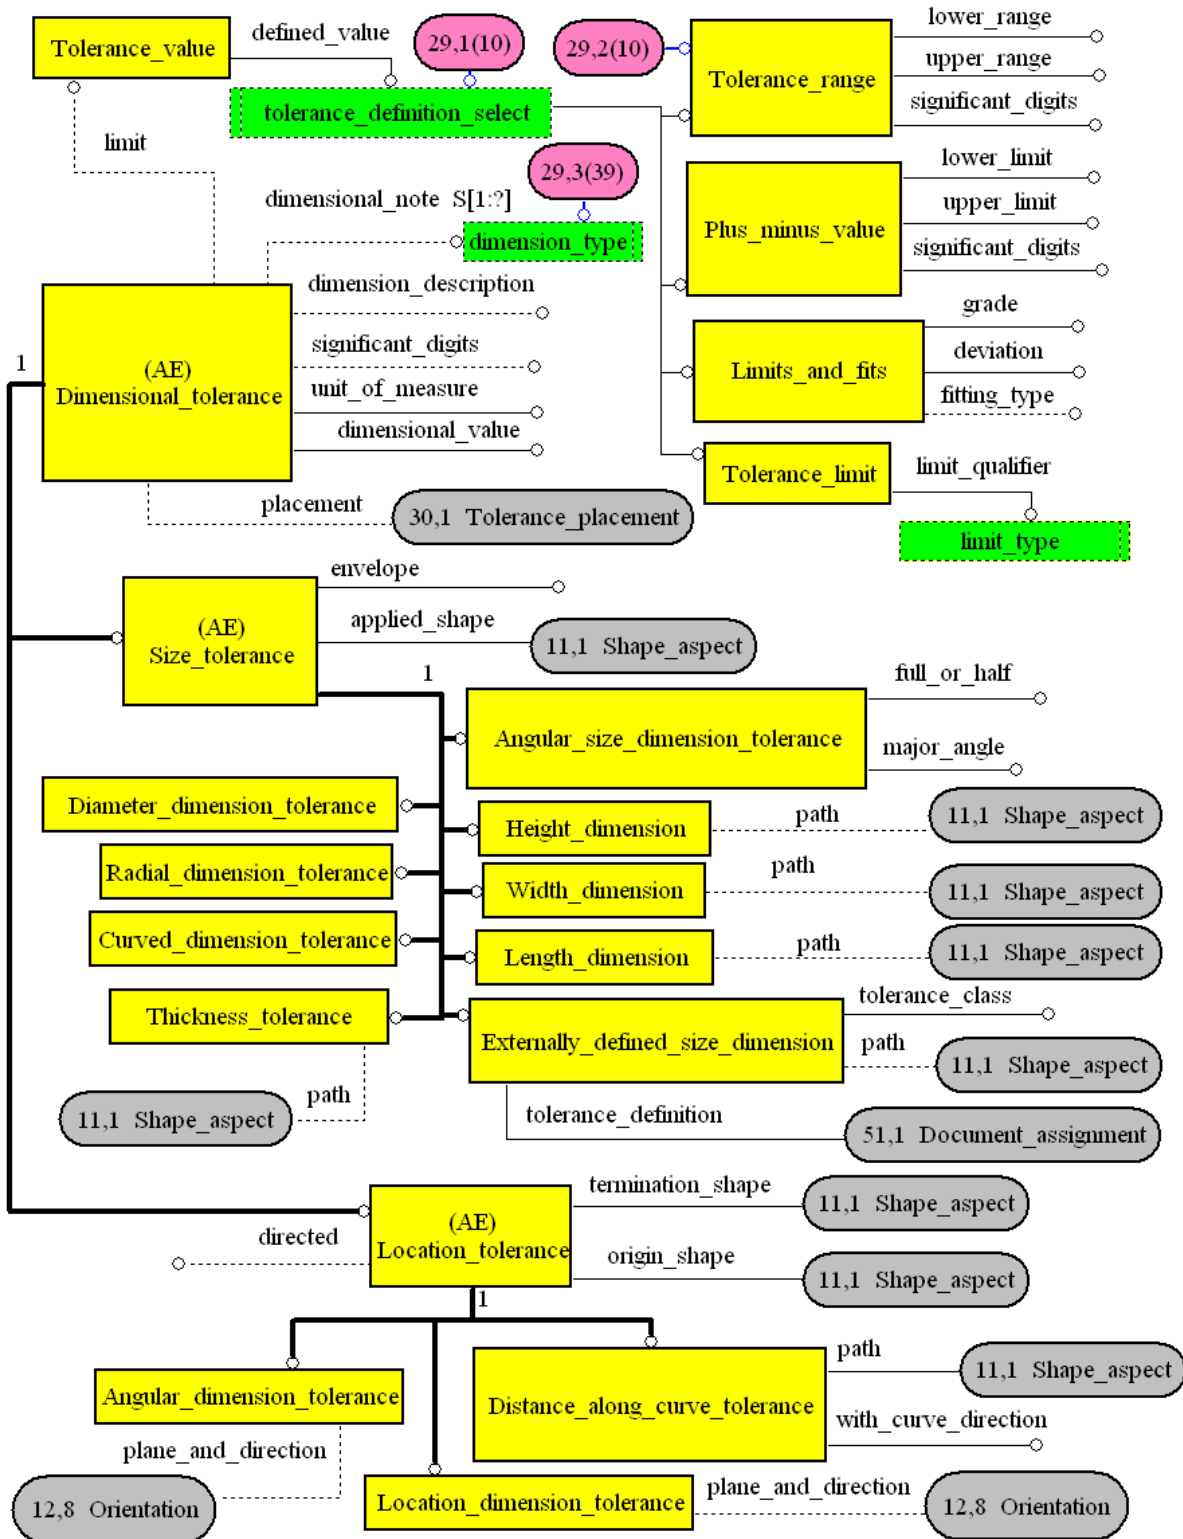 Tolerance_value
defined_value
29,1(10)
29,2(10)
lower_range
upper_range
Tolerance_range
significant_digits
tolerance_definition_select
limit
29,3(39)
dimensional_note S[1:?]
dimension_type
lower_limit
upper_limit
Plus_minus_value
significant_digits
dimension_description
significant_digits
1
(AE)
Dimensional_tolerance
unit_of_measure
dimensional_value
grade
deviation
Limits_and_fits
fitting_type
Tolerance_limit
limit_qualifier
limit_type
placement
30,1 Tolerance_placement
envelope
(AE)
Size_tolerance
applied_shape
11,1 Shape_aspect
1
full_or_half
Angular_size_dimension_tolerance
major_angle
Diameter_dimension_tolerance
Height_dimension
path
11,1 Shape_aspect
Radial_dimension_tolerance
Width_dimension
path
11,1 Shape_aspect
Curved_dimension_tolerance
Length_dimension
path
11,1 Shape_aspect
Thickness_tolerance
tolerance_class
Externally_defined_size_dimension
path
11,1 Shape_aspect
path
11,1 Shape_aspect
tolerance_definition
51,1 Document_assignment
termination_shape
11,1 Shape_aspect
(AE)
Location_tolerance
directed
origin_shape
11,1 Shape_aspect
1
path
11,1 Shape_aspect
Angular_dimension_tolerance
Distance_along_curve_tolerance
with_curve_direction
plane_and_direction
12,8 Orientation
Location_dimension_tolerance
plane_and_direction
12,8 Orientation